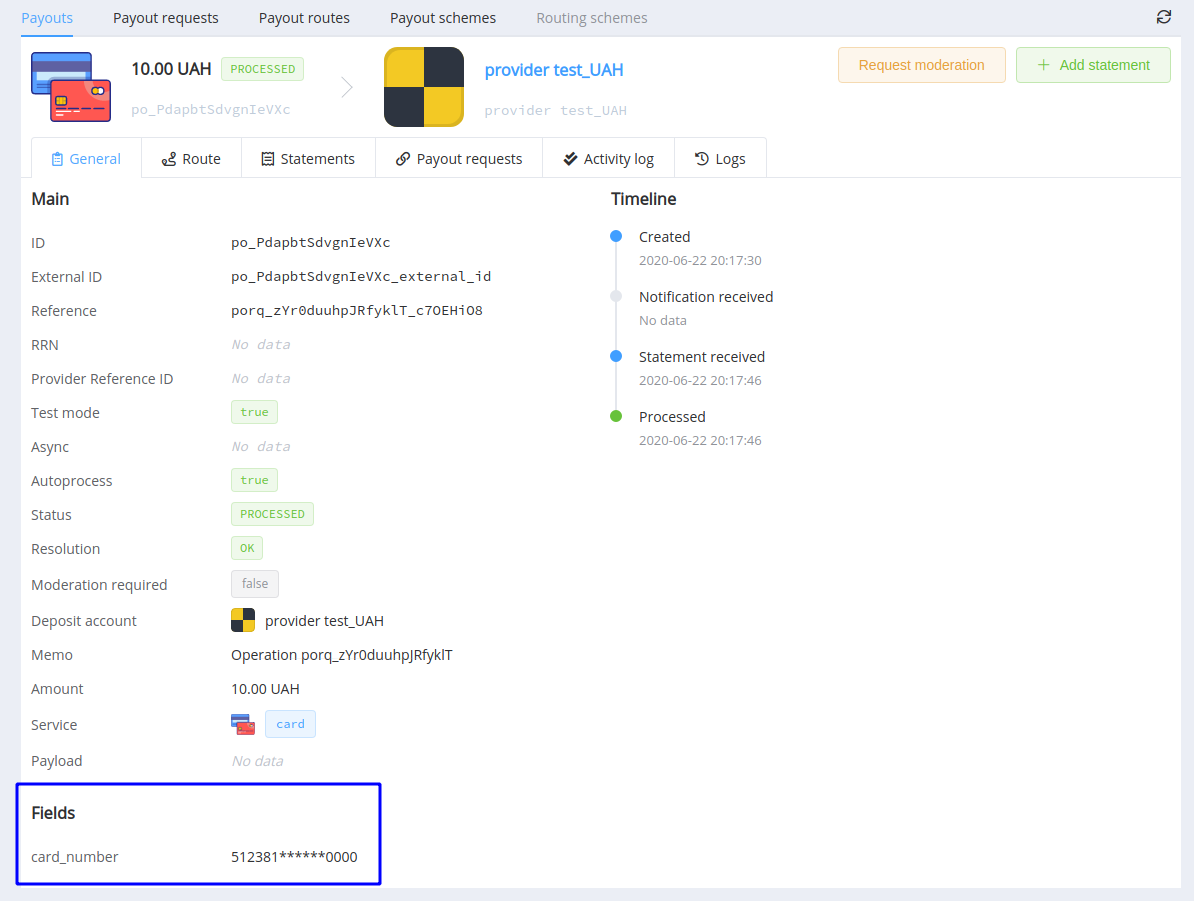 Payouts Payout requests Payout routes Payout schemes Routing schemes
10.00 UAH PROCESSED provider test_UAH Request moderation + Add statement
po_PdapbtSdvgnIeVXc provider test_UAH
General Route Statements Payout requests Activity log Logs
Main
ID po_PdapbtSdvgnIeVXc
External ID po_PdapbtSdvgnIeVXc_external_id
Reference porq_zYr0duuhpJRfyklT_c7OEHiO8
RRN No data
Provider Reference ID No data
Test mode true
Async No data
Autoprocess true
Status PROCESSED
Resolution OK
Moderation required false
Deposit account provider test_UAH
Memo Operation porq_zYr0duuhpJRfyklT
Amount 10.00 UAH
Service card
Payload No data
Fields
card_number 512381******0000
Timeline
Created
2020-06-22 20:17:30
Notification received
No data
Statement received
2020-06-22 20:17:46
Processed
2020-06-22 20:17:46